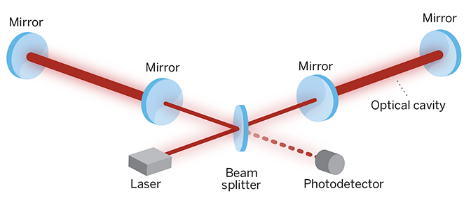 Mirror
Mirror
Mirror
Mirror
Optical cavity
Laser
Beam
splitter
Photodetector